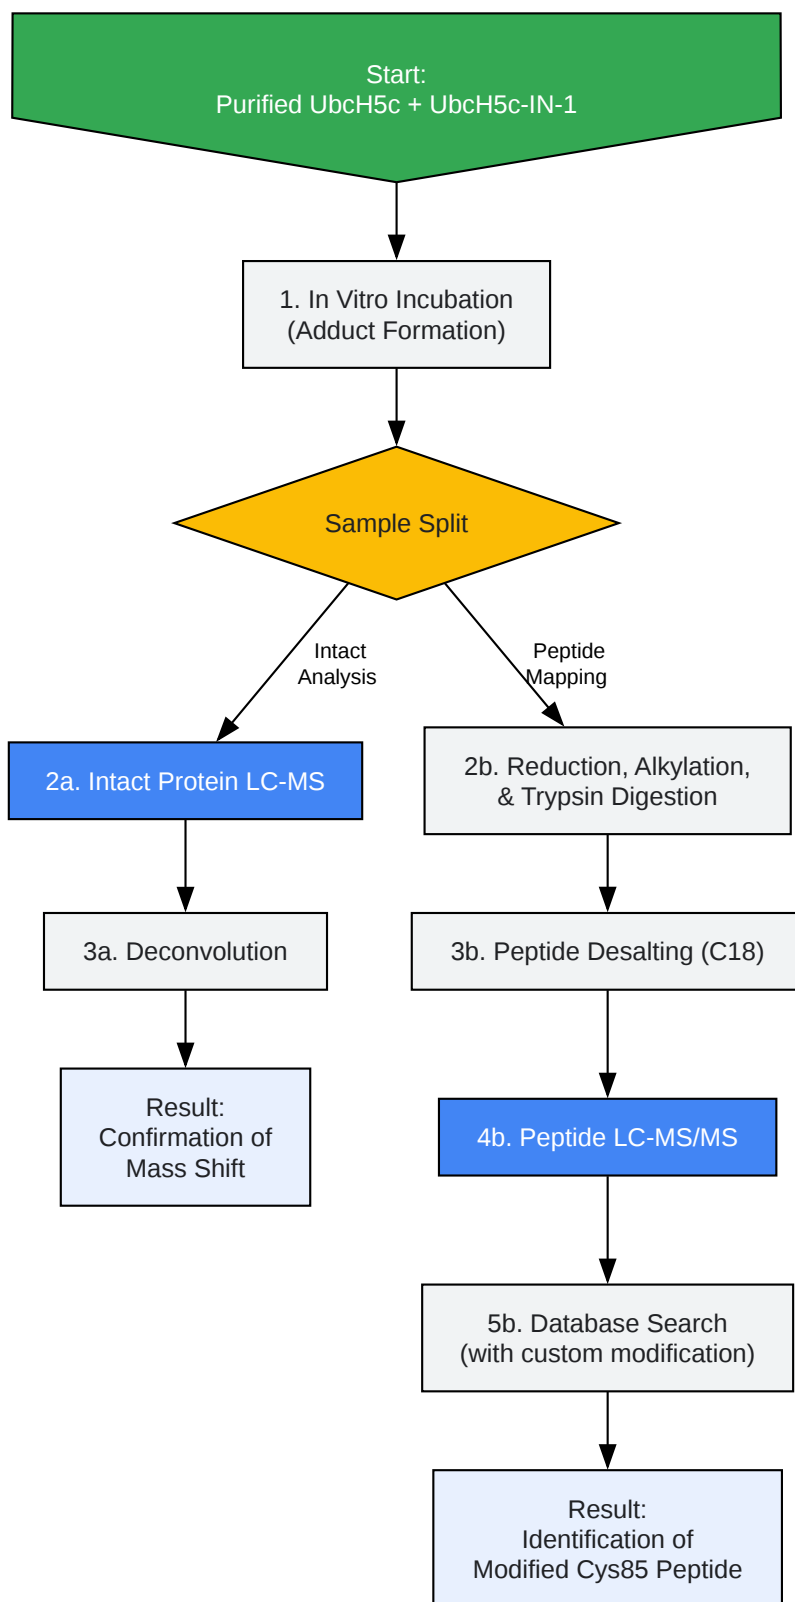 Start:
Purified UbcH5c + UbcH5c-IN-1
1. In Vitro Incubation
(Adduct Formation)
Sample Split
Intact
Analysis
Peptide
Mapping
2a. Intact Protein LC-MS
2b. Reduction, Alkylation,
& Trypsin Digestion
3a. Deconvolution
3b. Peptide Desalting (C18)
Result:
Confirmation of
Mass Shift
4b. Peptide LC-MS/MS
5b. Database Search
(with custom modification)
Result:
Identification of
Modified Cys85 Peptide